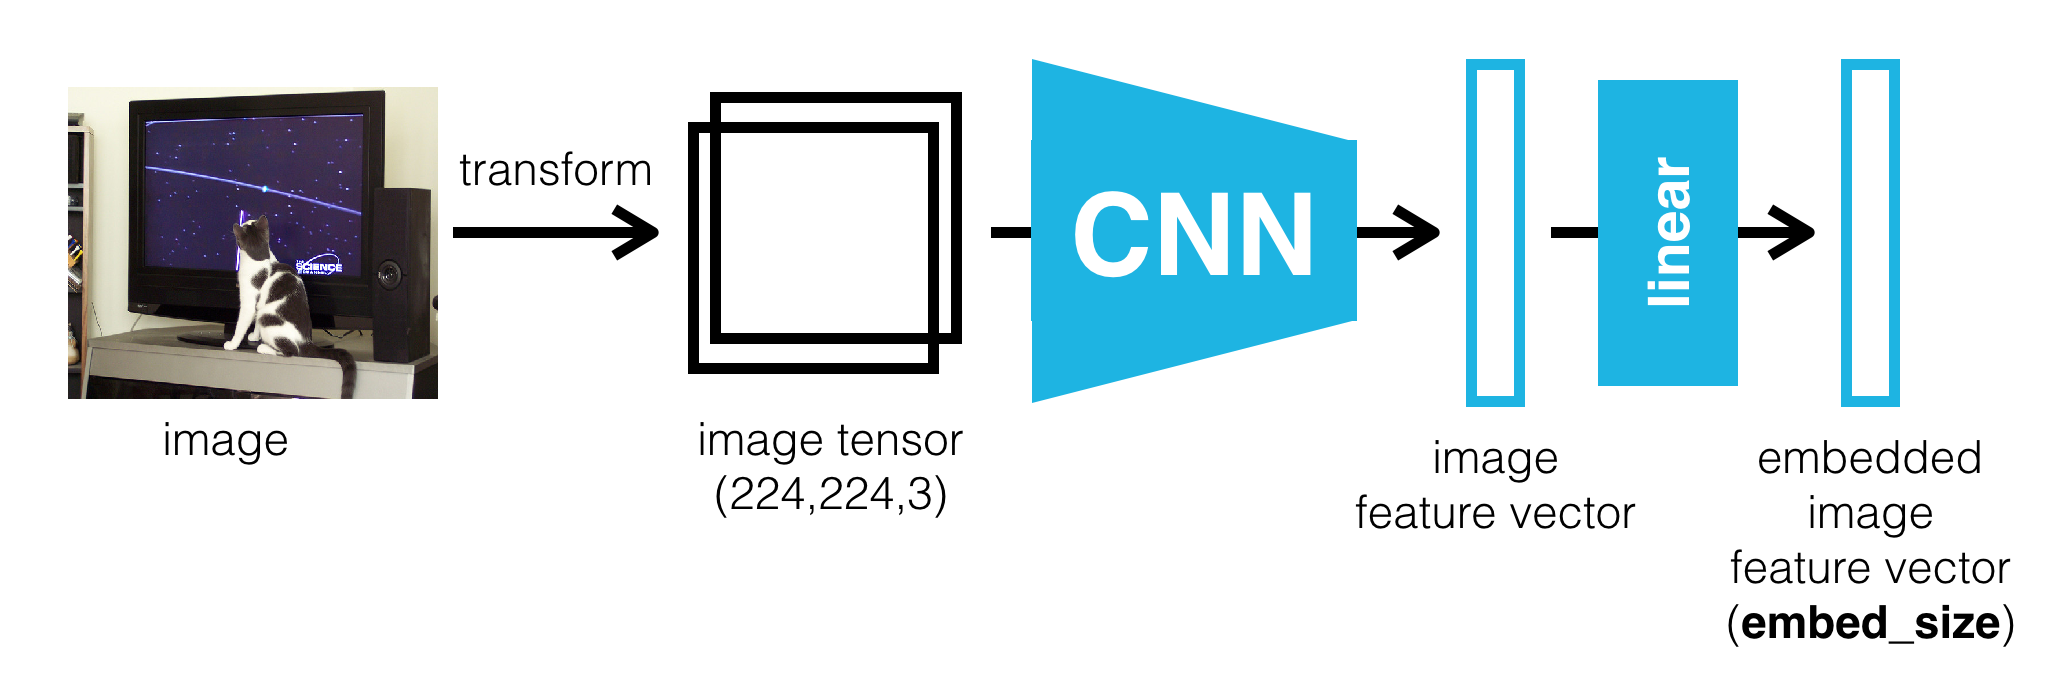 transform
SCIENCE
CNN
linear
image
image tensor
(224,224,3)
image
feature vector
embedded
image
feature vector
(embed_size)